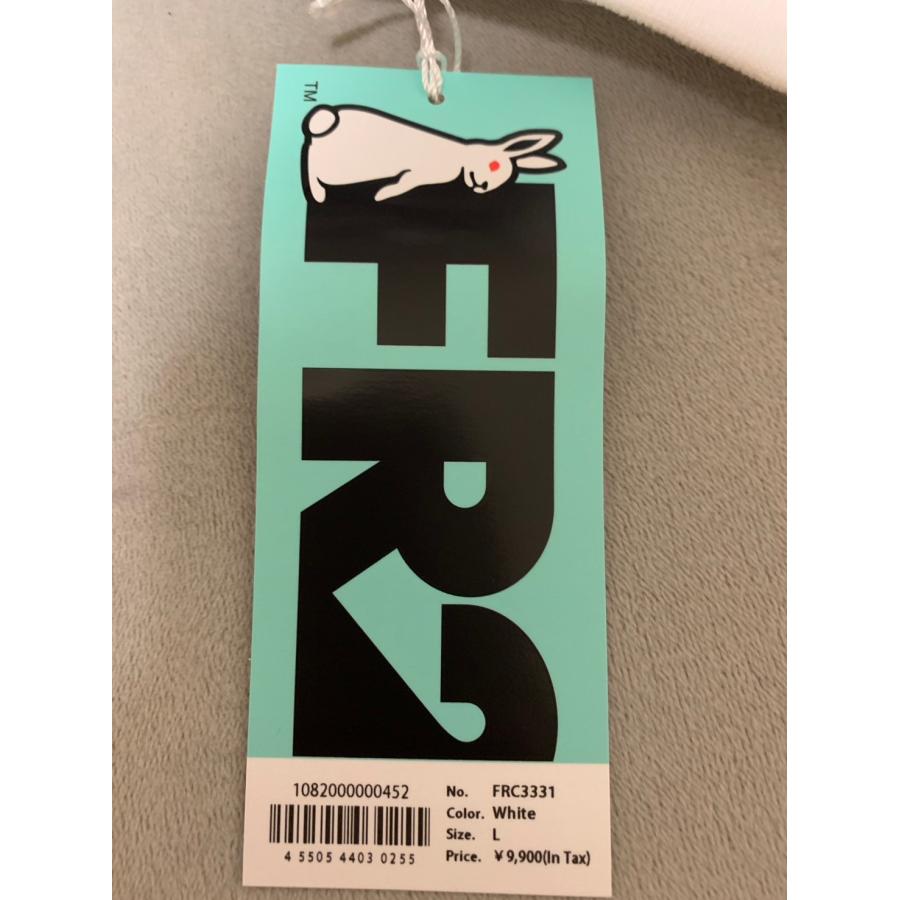 TM
FR2
1082000000452
4 5505 4403 0255
No. FRC3331
Color. White
Size. L
Price. ¥9,900(In Tax)